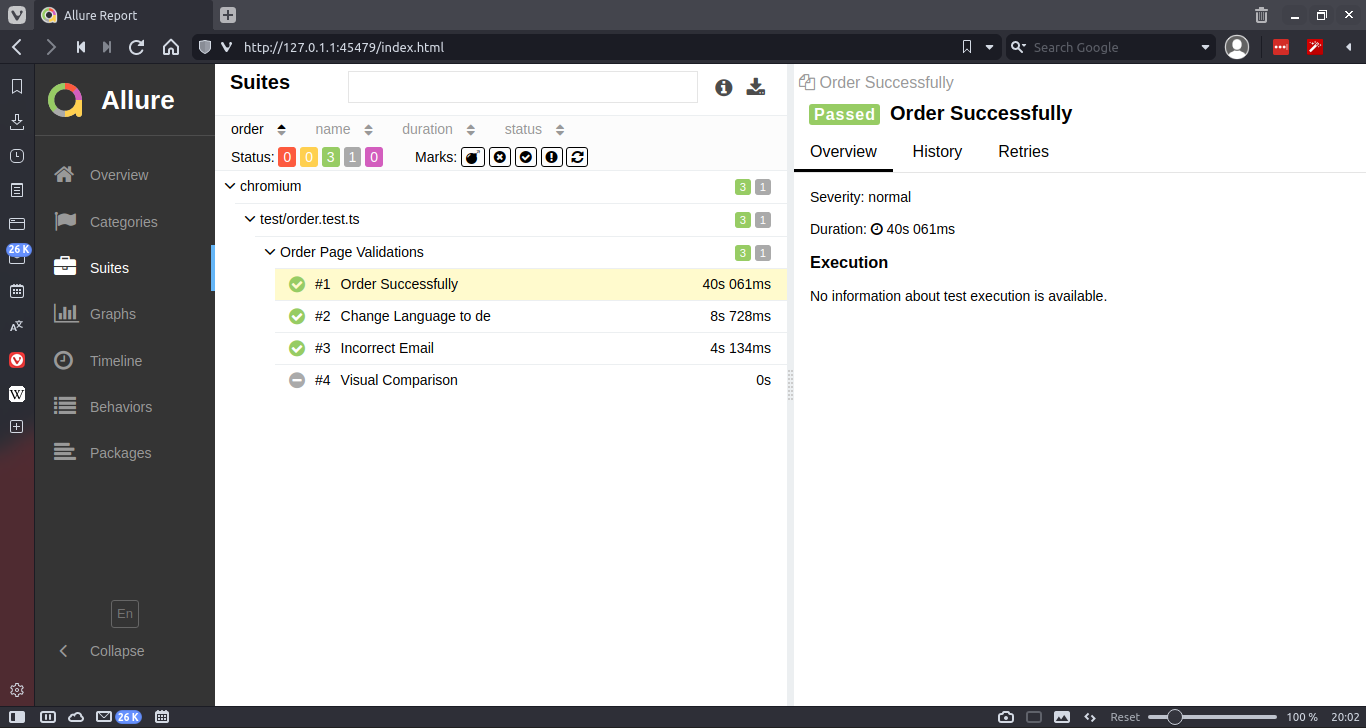 Allure Report
http://127.0.1.1:45479/index.html
Search Google
Allure
Overview
Categories
Suites
Graphs
Timeline
Behaviors
Packages
En
Collapse
26 K
Suites
order name duration status
Status: 0 0 3 1 0 Marks:
chromium 3 1
test/order.test.ts 3 1
Order Page Validations 3 1
#1 Order Successfully 40s 061ms
#2 Change Language to de 8s 728ms
#3 Incorrect Email 4s 134ms
#4 Visual Comparison 0s
Order Successfully
Passed Order Successfully
Overview History Retries
Severity: normal
Duration: 40s 061ms
Execution
No information about test execution is available.
26 K
Reset 100 % 20:02